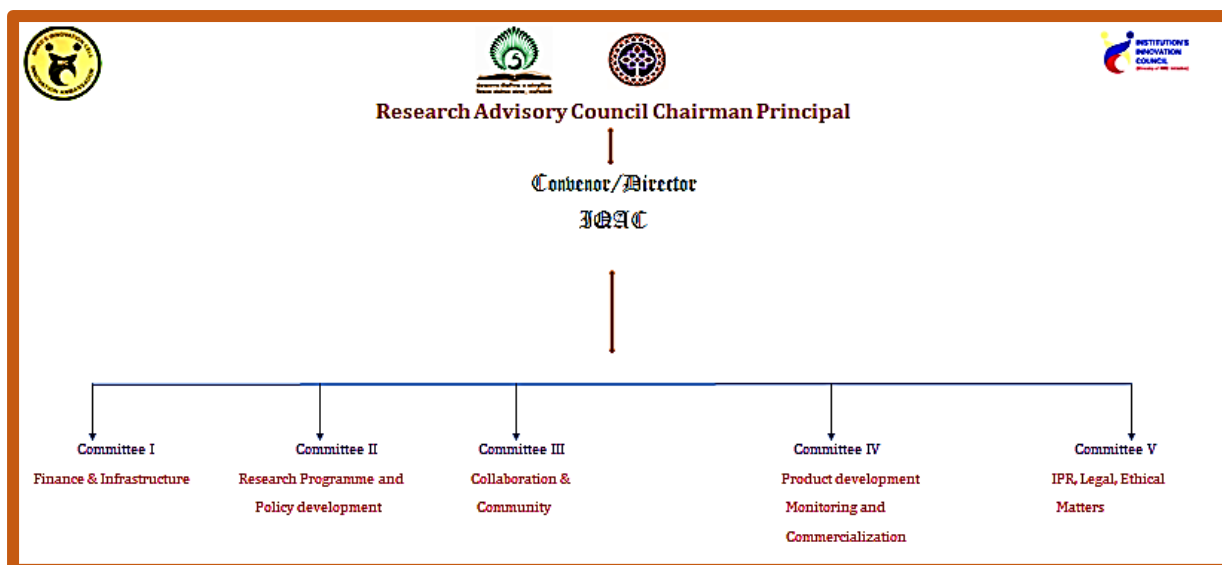 INSTITUTION'S
INNOVATION
COUNCIL
Research Advisory Council Chairman Principal
Convenor/Director
IQAC
Committee I
Committee II
Committee III
Committee IV
Committee V
Finance & Infrastructure
Research Programme and
Policy development
Collaboration &
Community
Product development
Monitoring and
Commercialization
IPR, Legal, Ethical
Matters